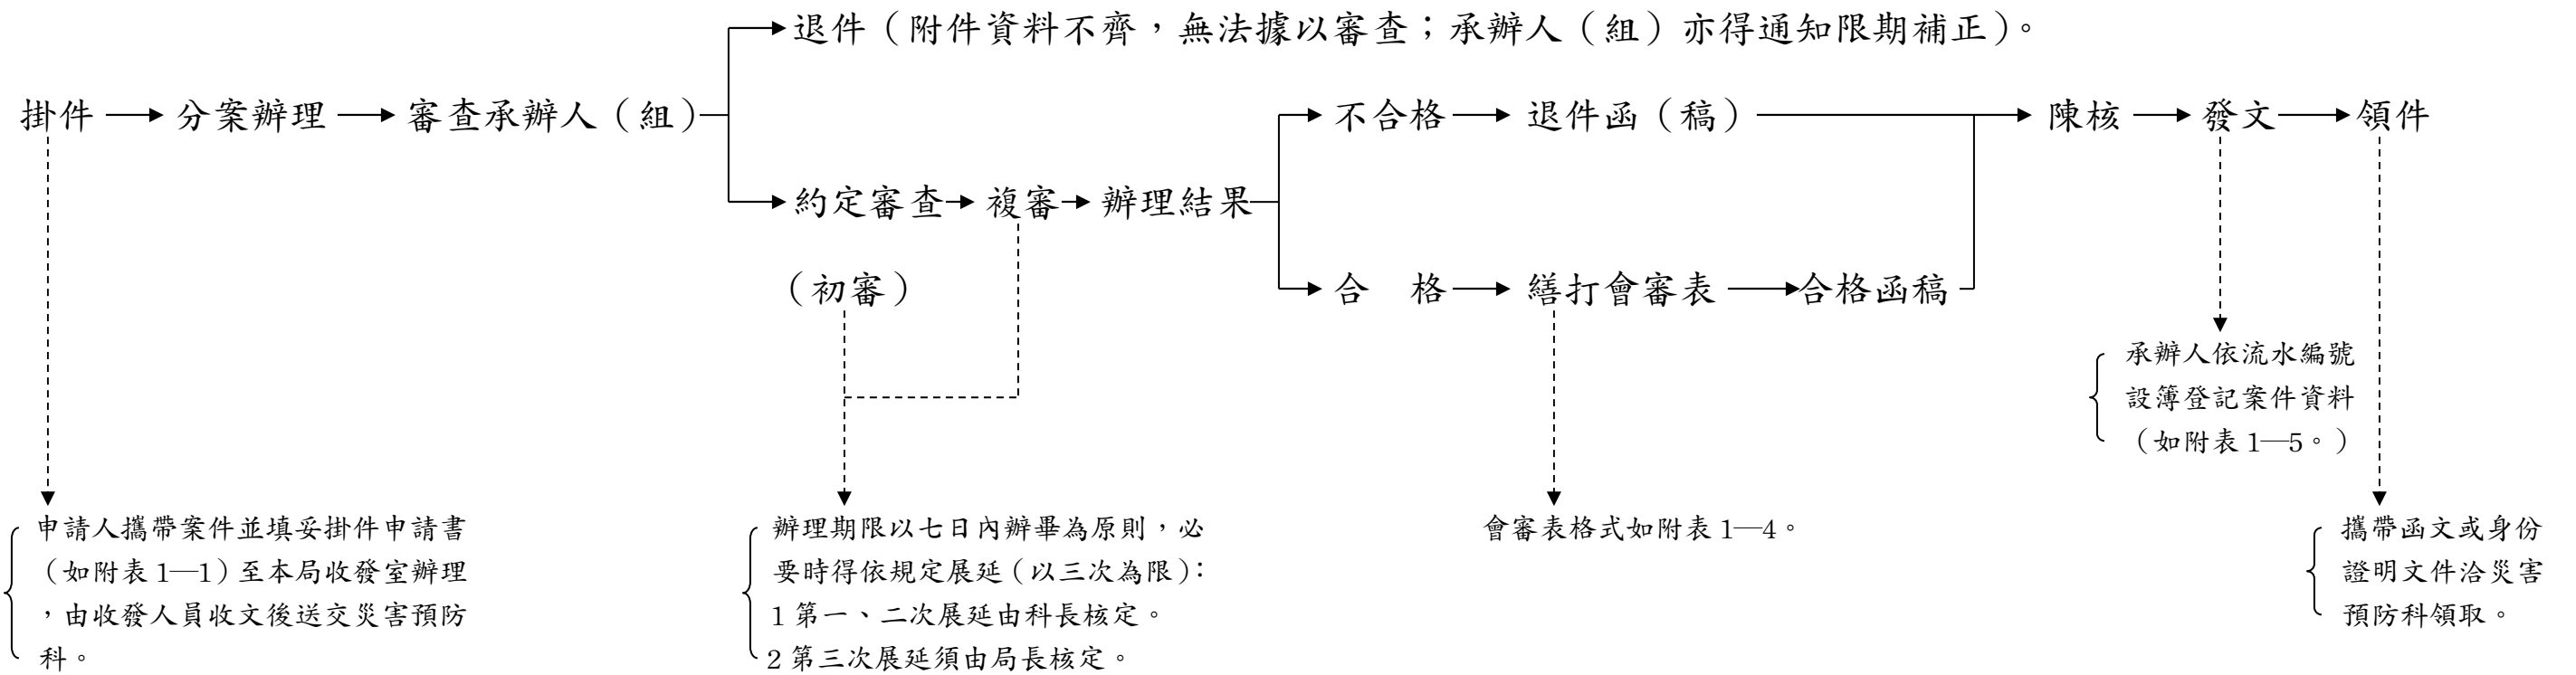 退件（附件資料不齊，無法據以審查；承辦人（組）亦得通知限期補正）。
掛件 分案辦理 審查承辦人（組） 不合格 退件函（稿） 陳核 發文 領件
約定審查 複審 辦理結果
（初審） 合　格 繕打會審表 合格函稿
承辦人依流水編號
設簿登記案件資料
（如附表 1—5。）
申請人攜帶案件並填妥掛件申請書
（如附表 1—1）至本局收發室辦理
，由收發人員收文後送交災害預防
科。
辦理期限以七日內辦畢為原則，必
要時得依規定展延（以三次為限）：
1 第一、二次展延由科長核定。
2 第三次展延須由局長核定。
會審表格式如附表 1—4。
攜帶函文或身份
證明文件洽災害
預防科領取。